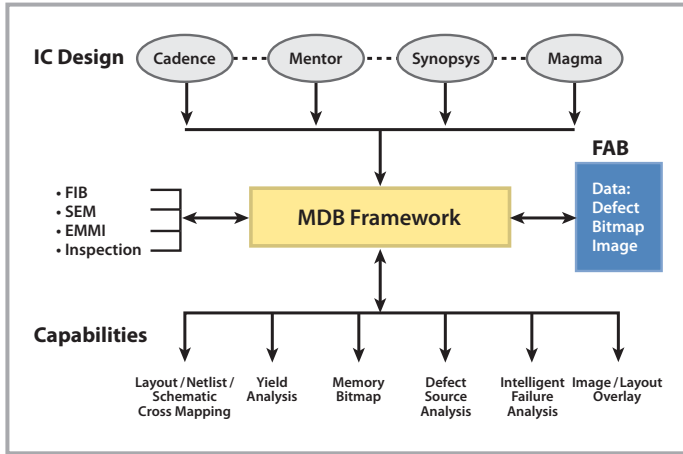 IC Design
Cadence
Mentor
Synopsys
Magma
FAB
• FIB
• SEM
• EMMI
• Inspection
MDB Framework
Data:
Defect
Bitmap
Image
Capabilities
Layout / Netlist /
Schematic
Cross Mapping
Yield
Analysis
Memory
Bitmap
Defect
Source
Analysis
Intelligent
Failure
Analysis
Image / Layout
Overlay